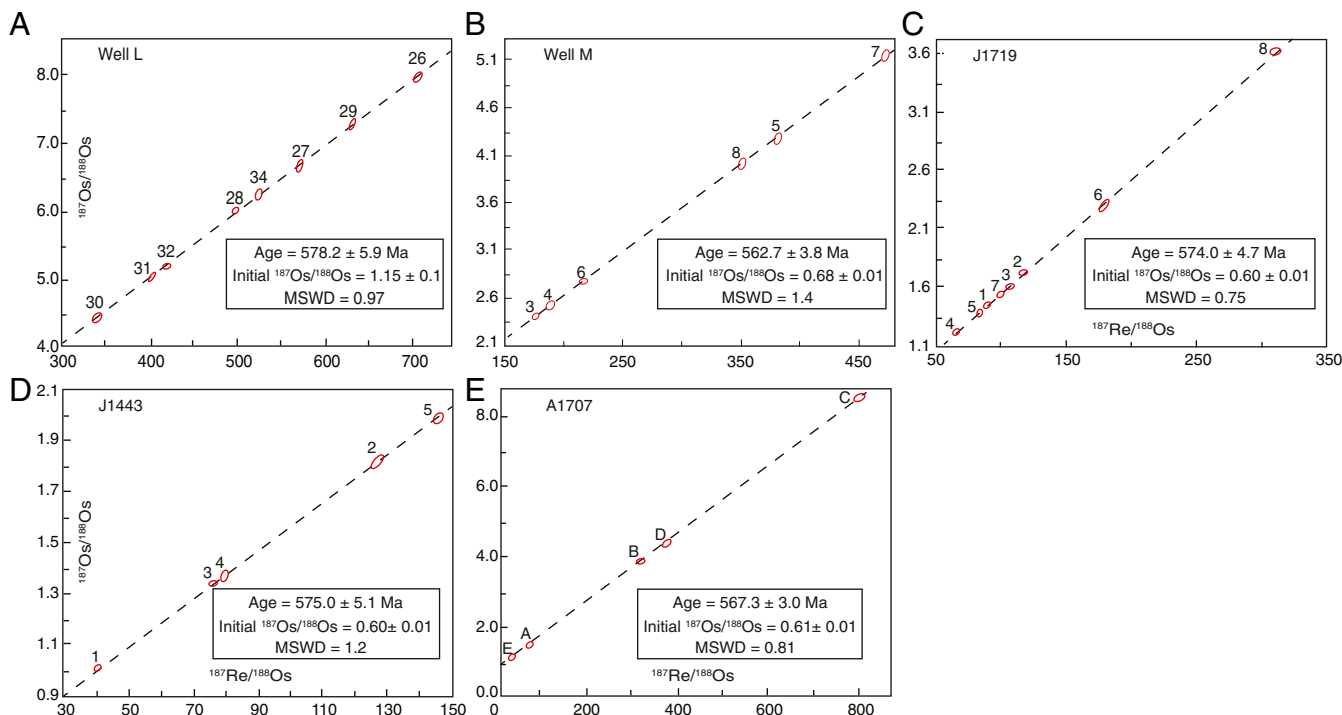 A
Well L
8.0
7.0
6.0
5.0
4.0
¹⁸⁷Os/¹⁸⁸Os
26
29
27
34
28
32
31
30
Age = 578.2 ± 5.9 Ma
Initial ¹⁸⁷Os/¹⁸⁸Os = 1.15 ± 0.1
MSWD = 0.97
300 400 500 600 700
B
Well M
5.1
4.6
4.1
3.6
3.1
2.6
2.1
7
5
8
6
4
3
Age = 562.7 ± 3.8 Ma
Initial ¹⁸⁷Os/¹⁸⁸Os = 0.68 ± 0.01
MSWD = 1.4
150 250 350 450
C
J1719
3.6
3.1
2.6
2.1
1.6
1.1
8
6
2
3
7
1
5
4
Age = 574.0 ± 4.7 Ma
Initial ¹⁸⁷Os/¹⁸⁸Os = 0.60 ± 0.01
MSWD = 0.75
¹⁸⁷Re/¹⁸⁸Os
50 150 250 350
D
J1443
2.1
1.9
1.7
1.5
1.3
1.1
0.9
¹⁸⁷Os/¹⁸⁸Os
5
2
4
3
1
Age = 575.0 ± 5.1 Ma
Initial ¹⁸⁷Os/¹⁸⁸Os = 0.60± 0.01
MSWD = 1.2
¹⁸⁷Re/¹⁸⁸Os
30 50 70 90 110 130 150
E
A1707
8.0
6.0
4.0
2.0
0.0
C
D
B
A
E
Age = 567.3 ± 3.0 Ma
Initial ¹⁸⁷Os/¹⁸⁸Os = 0.61± 0.01
MSWD = 0.81
¹⁸⁷Re/¹⁸⁸Os
0 200 400 600 800